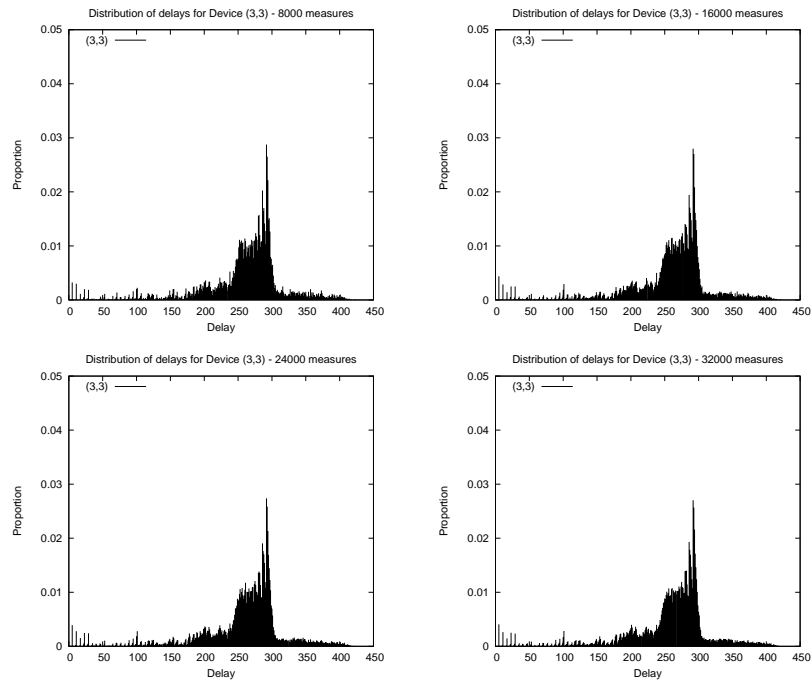 Distribution of delays for Device (3,3) - 8000 measures
0.05
(3,3)
0.04
0.03
Proportion
0.02
0.01
0
0 50 100 150 200 250 300 350 400 450
Delay
Distribution of delays for Device (3,3) - 16000 measures
0.05
(3,3)
0.04
0.03
Proportion
0.02
0.01
0
0 50 100 150 200 250 300 350 400 450
Delay
Distribution of delays for Device (3,3) - 24000 measures
0.05
(3,3)
0.04
0.03
Proportion
0.02
0.01
0
0 50 100 150 200 250 300 350 400 450
Delay
Distribution of delays for Device (3,3) - 32000 measures
0.05
(3,3)
0.04
0.03
Proportion
0.02
0.01
0
0 50 100 150 200 250 300 350 400 450
Delay